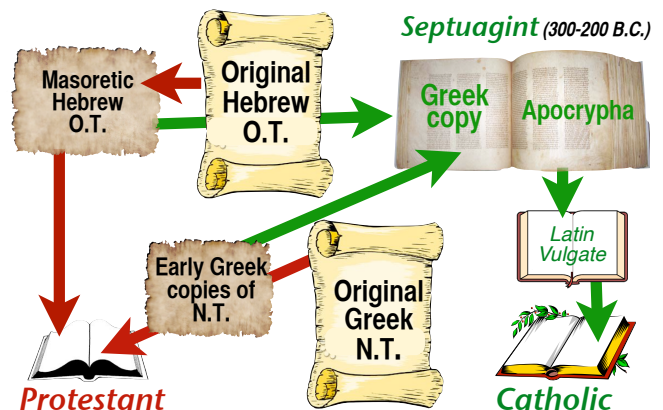 Septuagint (300-200 B.C.)
Masoretic
Hebrew
O.T.
Original
Hebrew
O.T.
Greek
copy
Apocrypha
Latin
Vulgate
Early Greek
copies of
N.T.
Original
Greek
N.T.
Protestant
Catholic